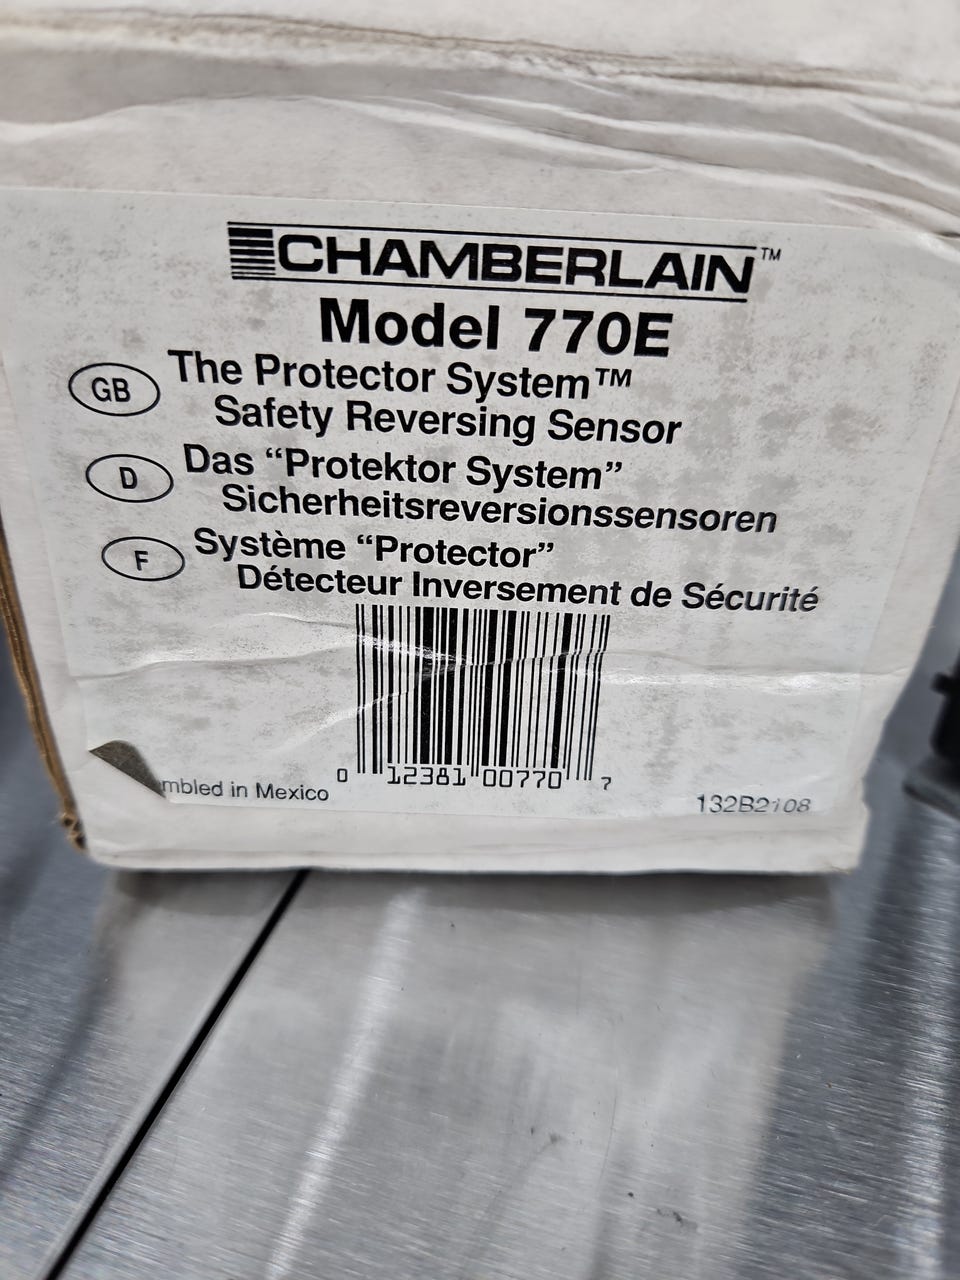 CHAMBERLAIN™
Model 770E
GB The Protector System™
Safety Reversing Sensor
D Das “Protektor System”
Sicherheitsreversionssensoren
F Système “Protector”
Détecteur Inversement de Sécurité
0 12381 00770 7
mbled in Mexico
132B2108